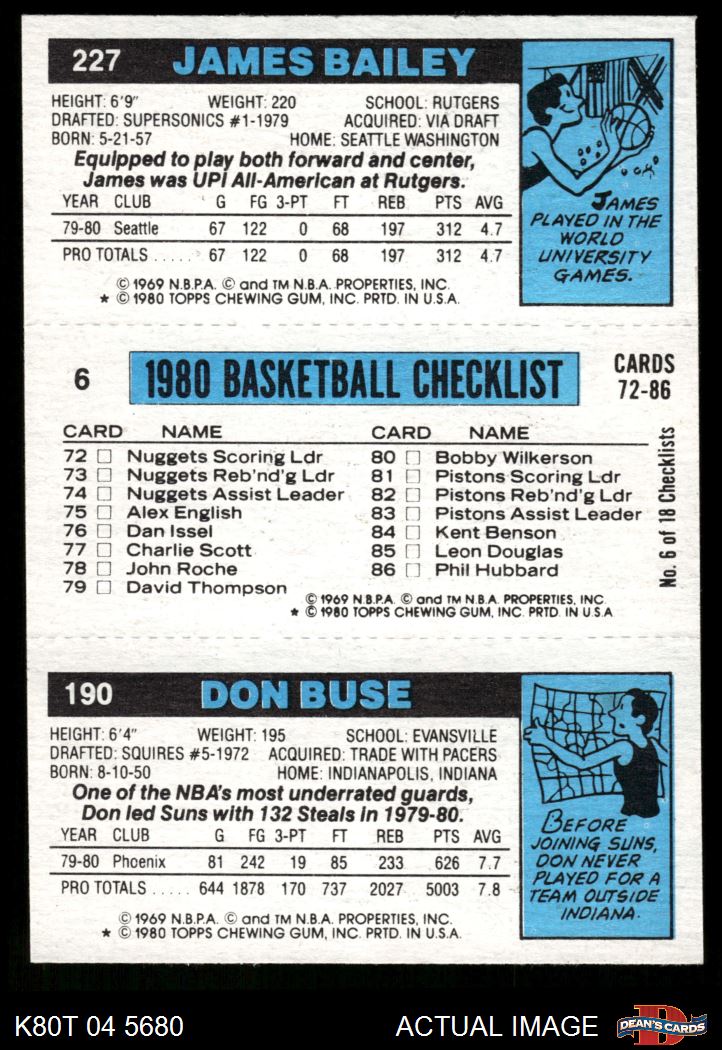 227 JAMES BAILEY
HEIGHT: 6'9" WEIGHT: 220 SCHOOL: RUTGERS
DRAFTED: SUPERSONICS #1-1979 ACQUIRED: VIA DRAFT
BORN: 5-21-57 HOME: SEATTLE WASHINGTON
Equipped to play both forward and center,
James was UPI All-American at Rutgers.
YEAR CLUB G FG 3-PT FT REB PTS AVG
79-80 Seattle 67 122 0 68 197 312 4.7
PRO TOTALS ..... 67 122 0 68 197 312 4.7
© 1969 N.B.P.A. © and TM N.B.A. PROPERTIES, INC.
★ © 1980 TOPPS CHEWING GUM, INC. PRTD. IN U.S.A.
JAMES
PLAYED IN THE
WORLD
UNIVERSITY
GAMES.
6 1980 BASKETBALL CHECKLIST CARDS
72-86
CARD NAME CARD NAME
72 □ Nuggets Scoring Ldr 80 □ Bobby Wilkerson
73 □ Nuggets Reb'nd'g Ldr 81 □ Pistons Scoring Ldr
74 □ Nuggets Assist Leader 82 □ Pistons Reb'nd'g Ldr
75 □ Alex English 83 □ Pistons Assist Leader
76 □ Dan Issel 84 □ Kent Benson
77 □ Charlie Scott 85 □ Leon Douglas
78 □ John Roche 86 □ Phil Hubbard
79 □ David Thompson
© 1969 N.B.P.A. © and TM N.B.A. PROPERTIES, INC.
★ © 1980 TOPPS CHEWING GUM, INC. PRTD. IN U.S.A
No. 6 of 18 Checklists
190 DON BUSE
HEIGHT: 6'4" WEIGHT: 195 SCHOOL: EVANSVILLE
DRAFTED: SQUIRES #5-1972 ACQUIRED: TRADE WITH PACERS
BORN: 8-10-50 HOME: INDIANAPOLIS, INDIANA
One of the NBA's most underrated guards,
Don led Suns with 132 Steals in 1979-80.
YEAR CLUB G FG 3-PT FT REB PTS AVG
79-80 Phoenix 81 242 19 85 233 626 7.7
PRO TOTALS ..... 644 1878 170 737 2027 5003 7.8
© 1969 N.B.P.A. © and TM N.B.A. PROPERTIES, INC.
★ © 1980 TOPPS CHEWING GUM, INC. PRTD. IN U.S.A.
BEFORE
JOINING SUNS,
DON NEVER
PLAYED FOR A
TEAM OUTSIDE
INDIANA.
K80T 04 5680 ACTUAL IMAGE D DEAN'S CARDS